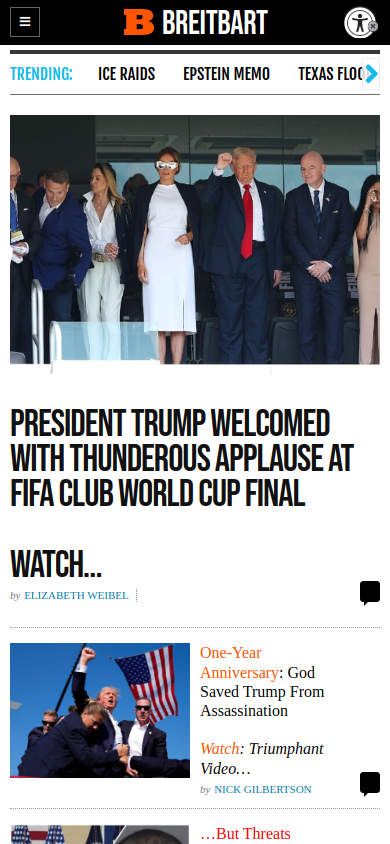 BREITBART
TRENDING: ICE RAIDS EPSTEIN MEMO TEXAS FLOO
PRESIDENT TRUMP WELCOMED
WITH THUNDEROUS APPLAUSE AT
FIFA CLUB WORLD CUP FINAL
WATCH...
by ELIZABETH WEIBEL
One-Year
Anniversary: God
Saved Trump From
Assassination
Watch: Triumphant
Video…
by NICK GILBERTSON
…But Threats